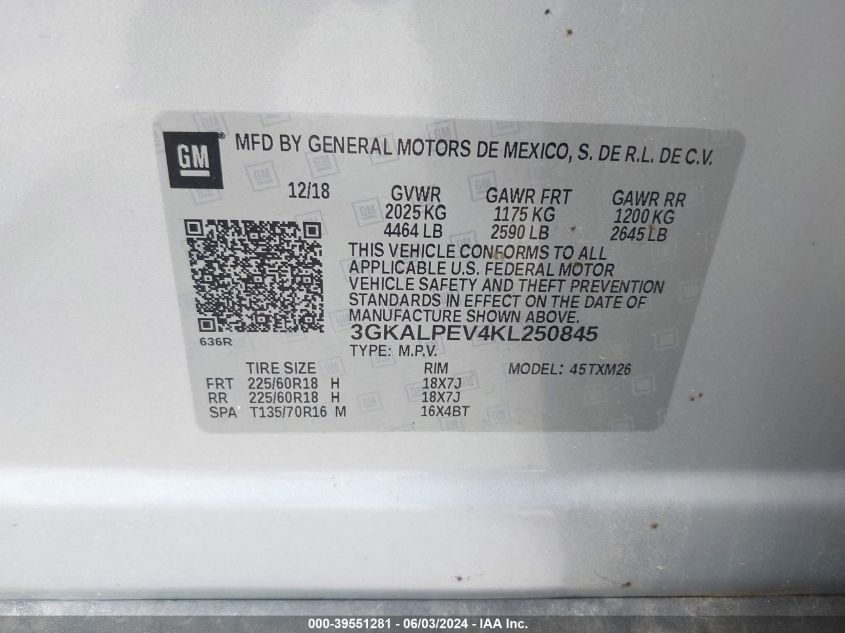 GM ® MFD BY GENERAL MOTORS DE MEXICO, S. DE R.L. DE C.V.
12/18 GVWR GAWR FRT GAWR RR
2025 KG 1175 KG 1200 KG
4464 LB 2590 LB 2645 LB
THIS VEHICLE CONFORMS TO ALL
APPLICABLE U.S. FEDERAL MOTOR
VEHICLE SAFETY AND THEFT PREVENTION
STANDARDS IN EFFECT ON THE DATE OF
MANUFACTURE SHOWN ABOVE.
3GKALPEV4KL250845
636R
TYPE: M.P.V.
TIRE SIZE RIM MODEL: 45TXM26
FRT 225/60R18 H 18X7J
RR 225/60R18 H 18X7J
SPA T135/70R16 M 16X4BT
000-39551281 - 06/03/2024 - IAA Inc.